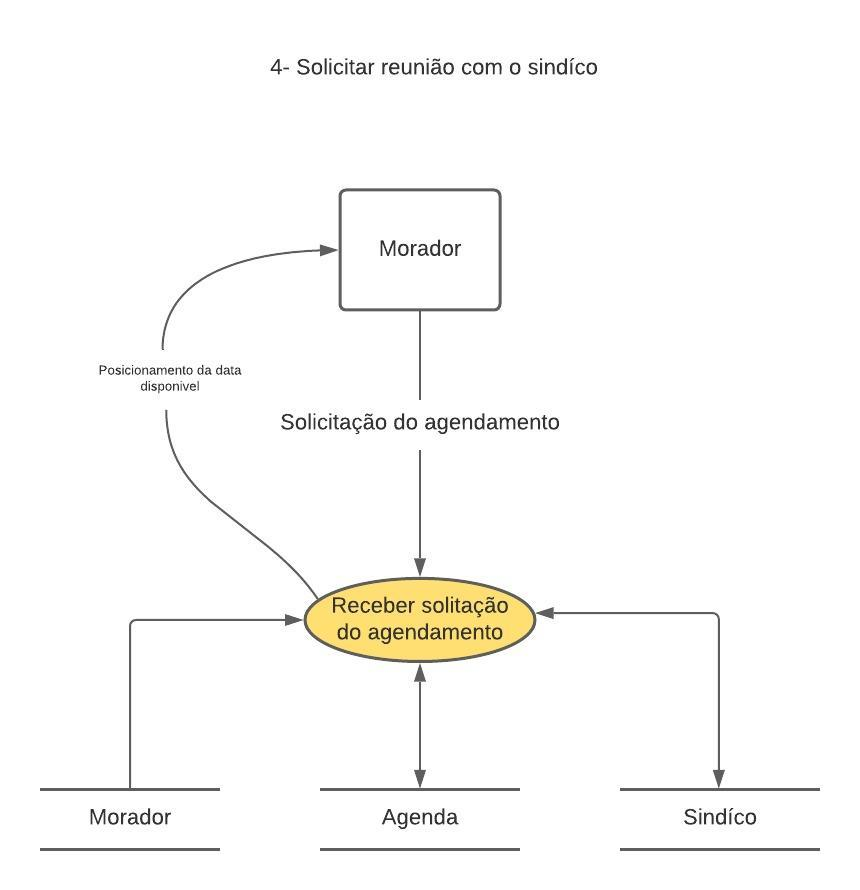 4- Solicitar reunião com o sindíco
Morador
Posicionamento da data
disponivel
Solicitação do agendamento
Receber solitação
do agendamento
Morador
Agenda
Sindíco